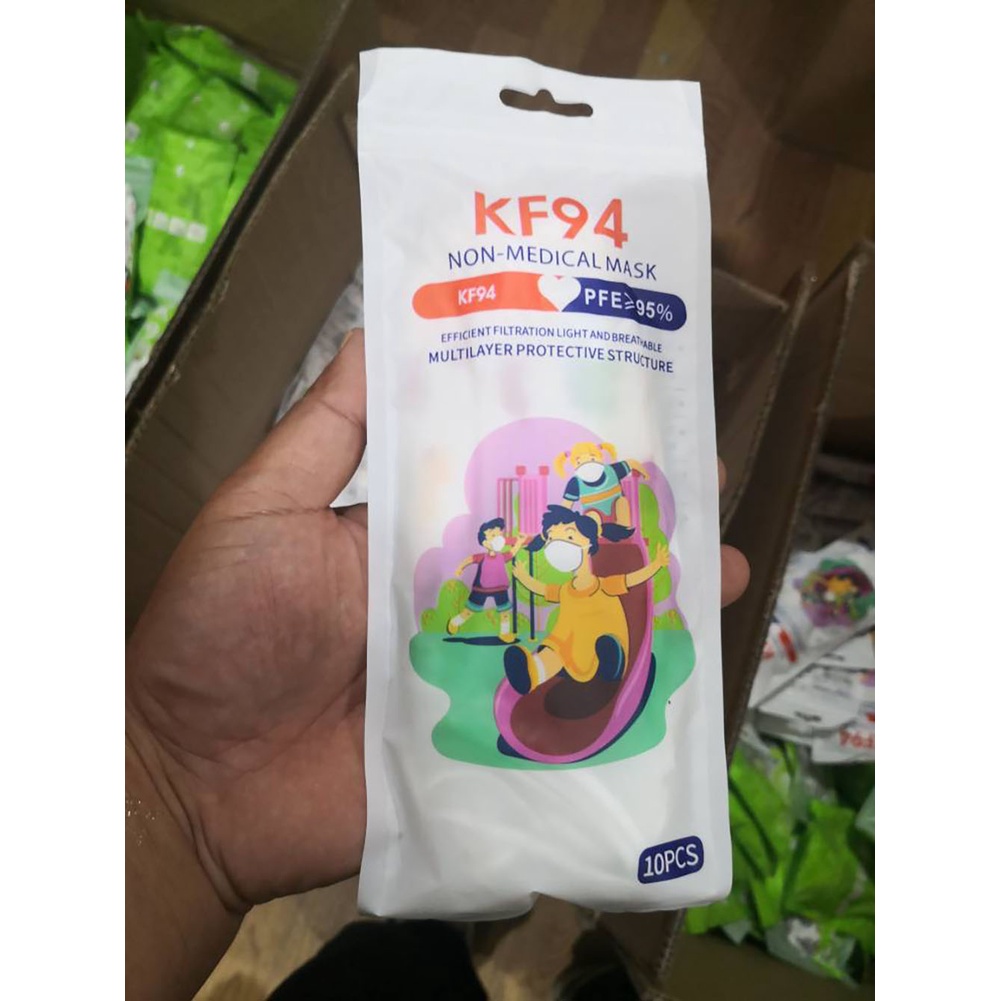 KF94
NON-MEDICAL MASK
KF94 PFE≥95%
EFFICIENT FILTRATION LIGHT AND BREATHABLE
MULTILAYER PROTECTIVE STRUCTURE
10PCS